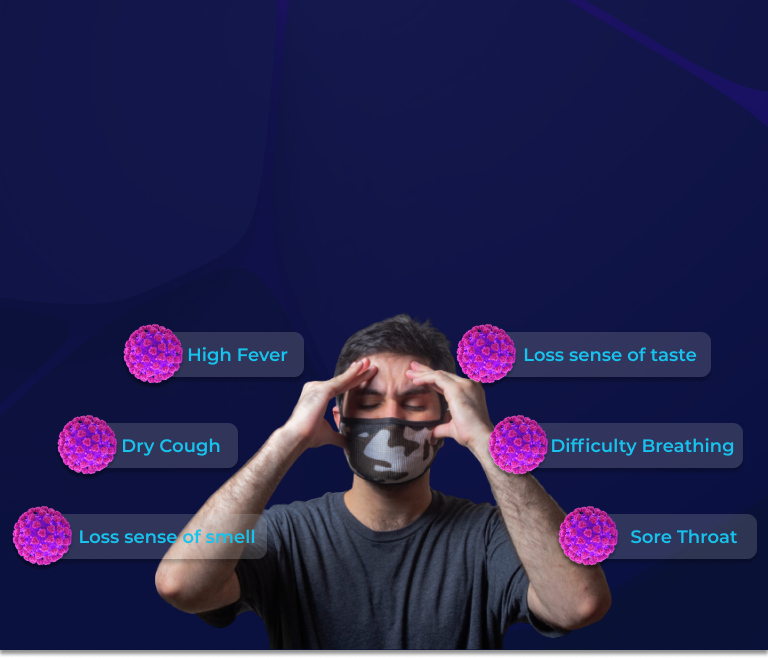 High Fever
Loss sense of taste
Dry Cough
Difficulty Breathing
Loss sense of smell
Sore Throat